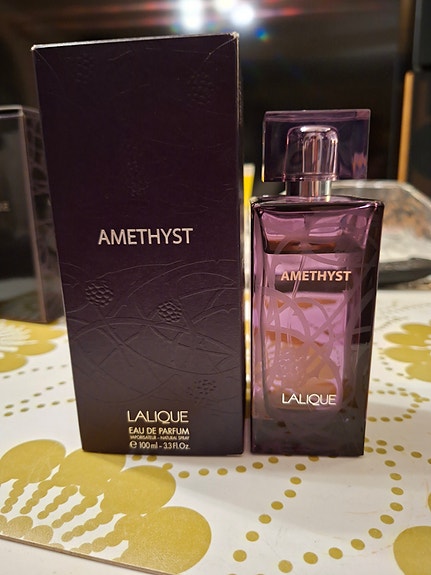 AMETHYST
LALIQUE
EAU DE PARFUM
VAPORISATEUR - NATURAL SPRAY
℮ 100 ml - 3.3 Fl.Oz.
AMETHYST
LALIQUE